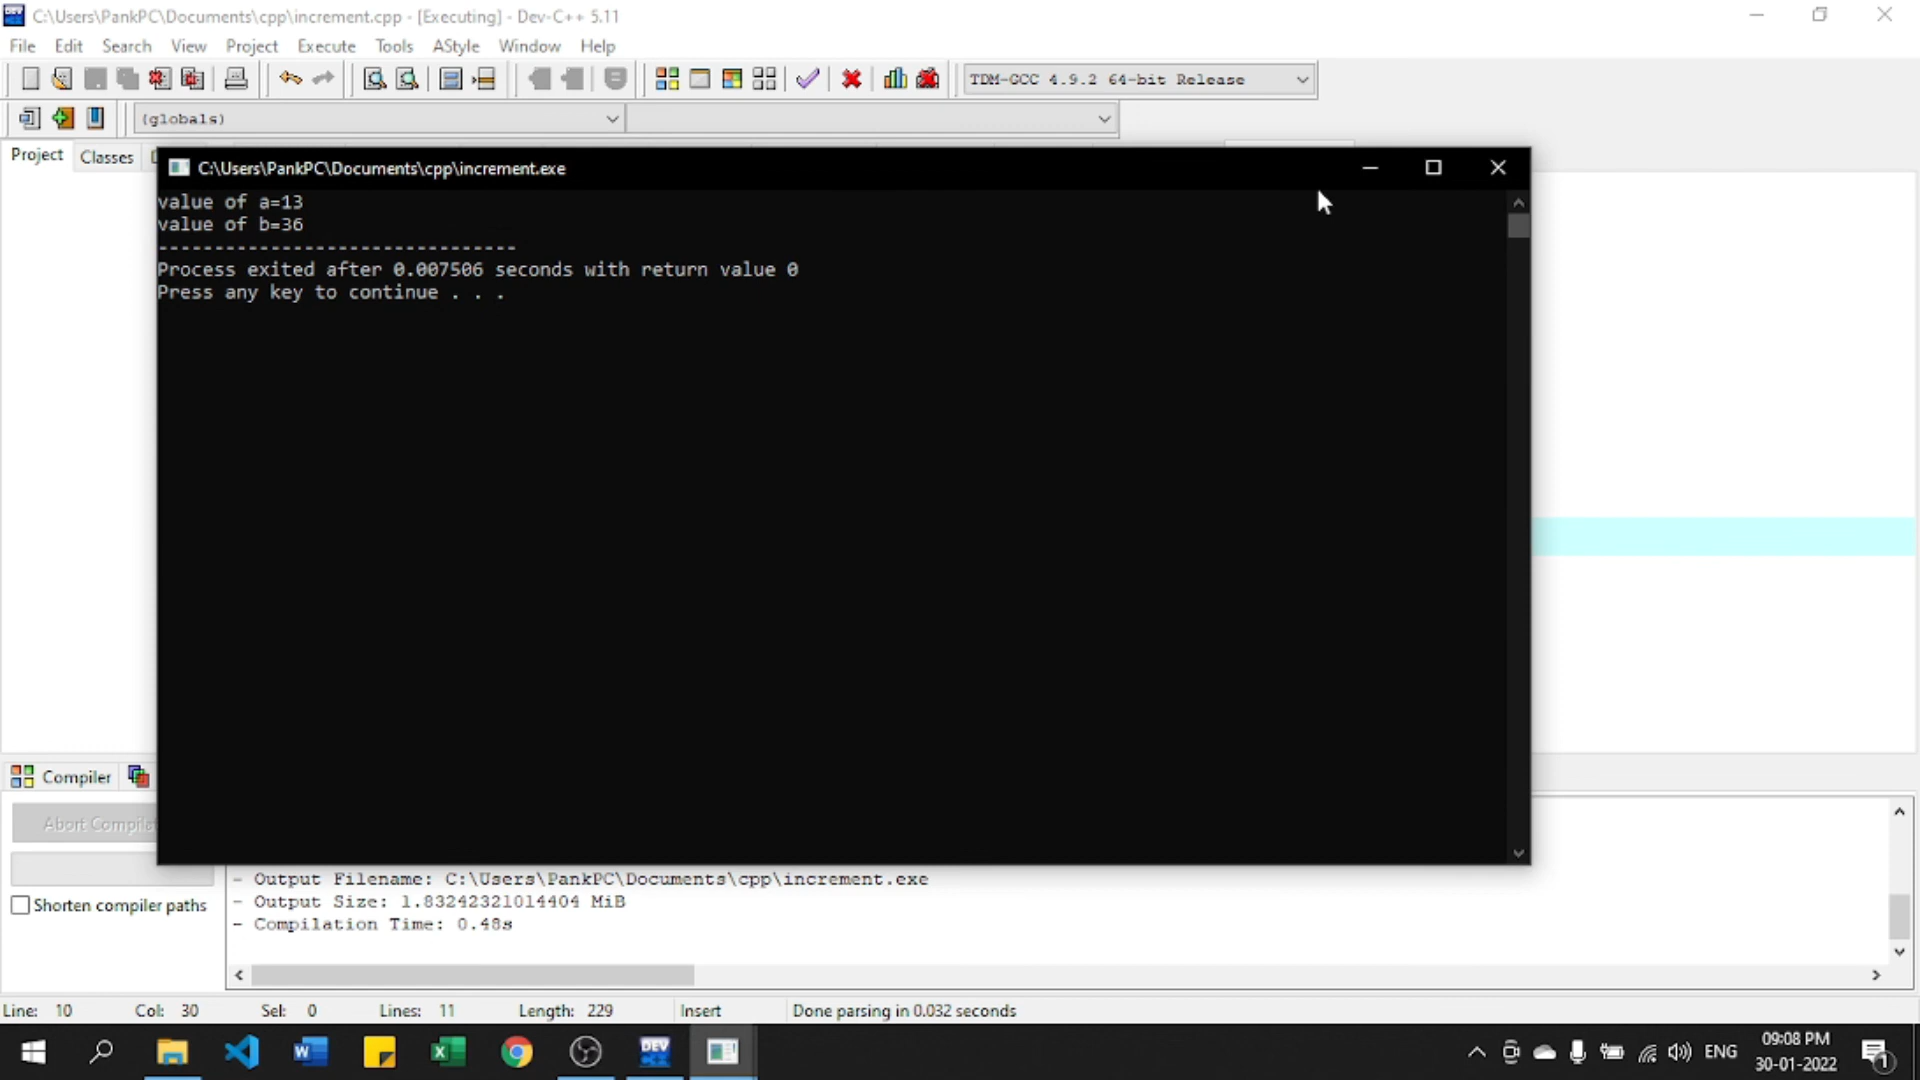 C:\Users\PankPC\Documents\cpp\increment.cpp - [Executing] - Dev-C++ 5.11
File Edit Search View Project Execute Tools AStyle Window Help
TDM-GCC 4.9.2 64-bit Release
(globals)
Project Classes
C:\Users\PankPC\Documents\cpp\increment.exe
value of a=13
value of b=36
--------------------------------
Process exited after 0.007506 seconds with return value 0
Press any key to continue . . .
Compiler
Abort
- Output Filename: C:\Users\PankPC\Documents\cpp\increment.exe
Shorten compiler paths
- Output Size: 1.83242321014404 MiB
- Compilation Time: 0.48s
Line: 10 Col: 30 Sel: 0 Lines: 11 Length: 229 Insert Done parsing in 0.032 seconds
DEV
ENG
09:08 PM
30-01-2022
1